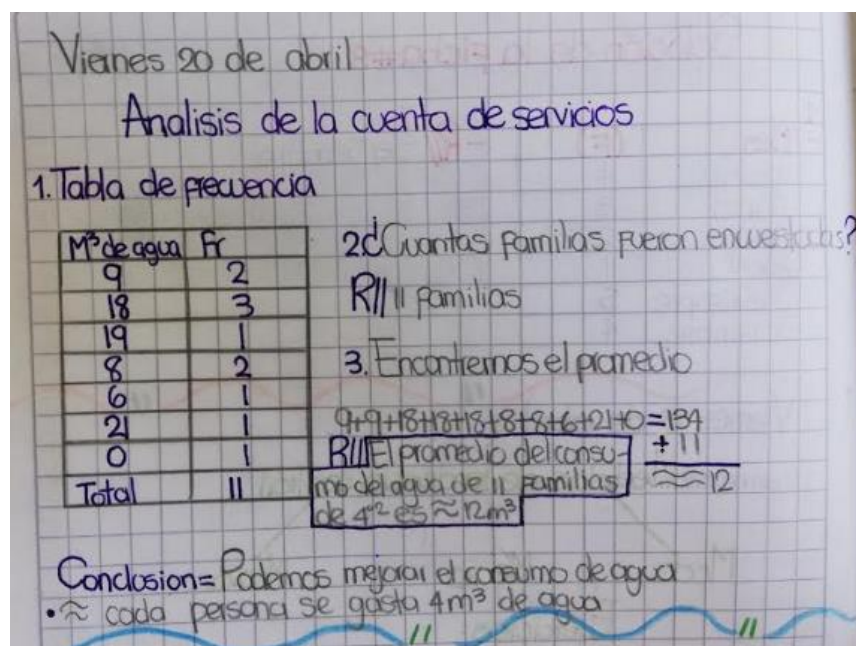 Viernes 20 de abril
Analisis de la cuenta de servicios
1. Tabla de frecuencia
M³ de agua Fr
9 2
18 3
19 1
8 2
6 1
21 1
0 1
Total 11
2¿Cuantas familias fueron encuestadas?
R// 11 familias
3. Encontremos el promedio
9+9+18+18+18+8+8+6+21+0=134
÷ 11
≈ 12
R// El promedio del consu-
mo del agua de 11 familias
de 4º2 es ≈ 12m³
Conclusion= Podemos mejorar el consumo de agua
• ≈ cada persona se gasta 4m³ de agua